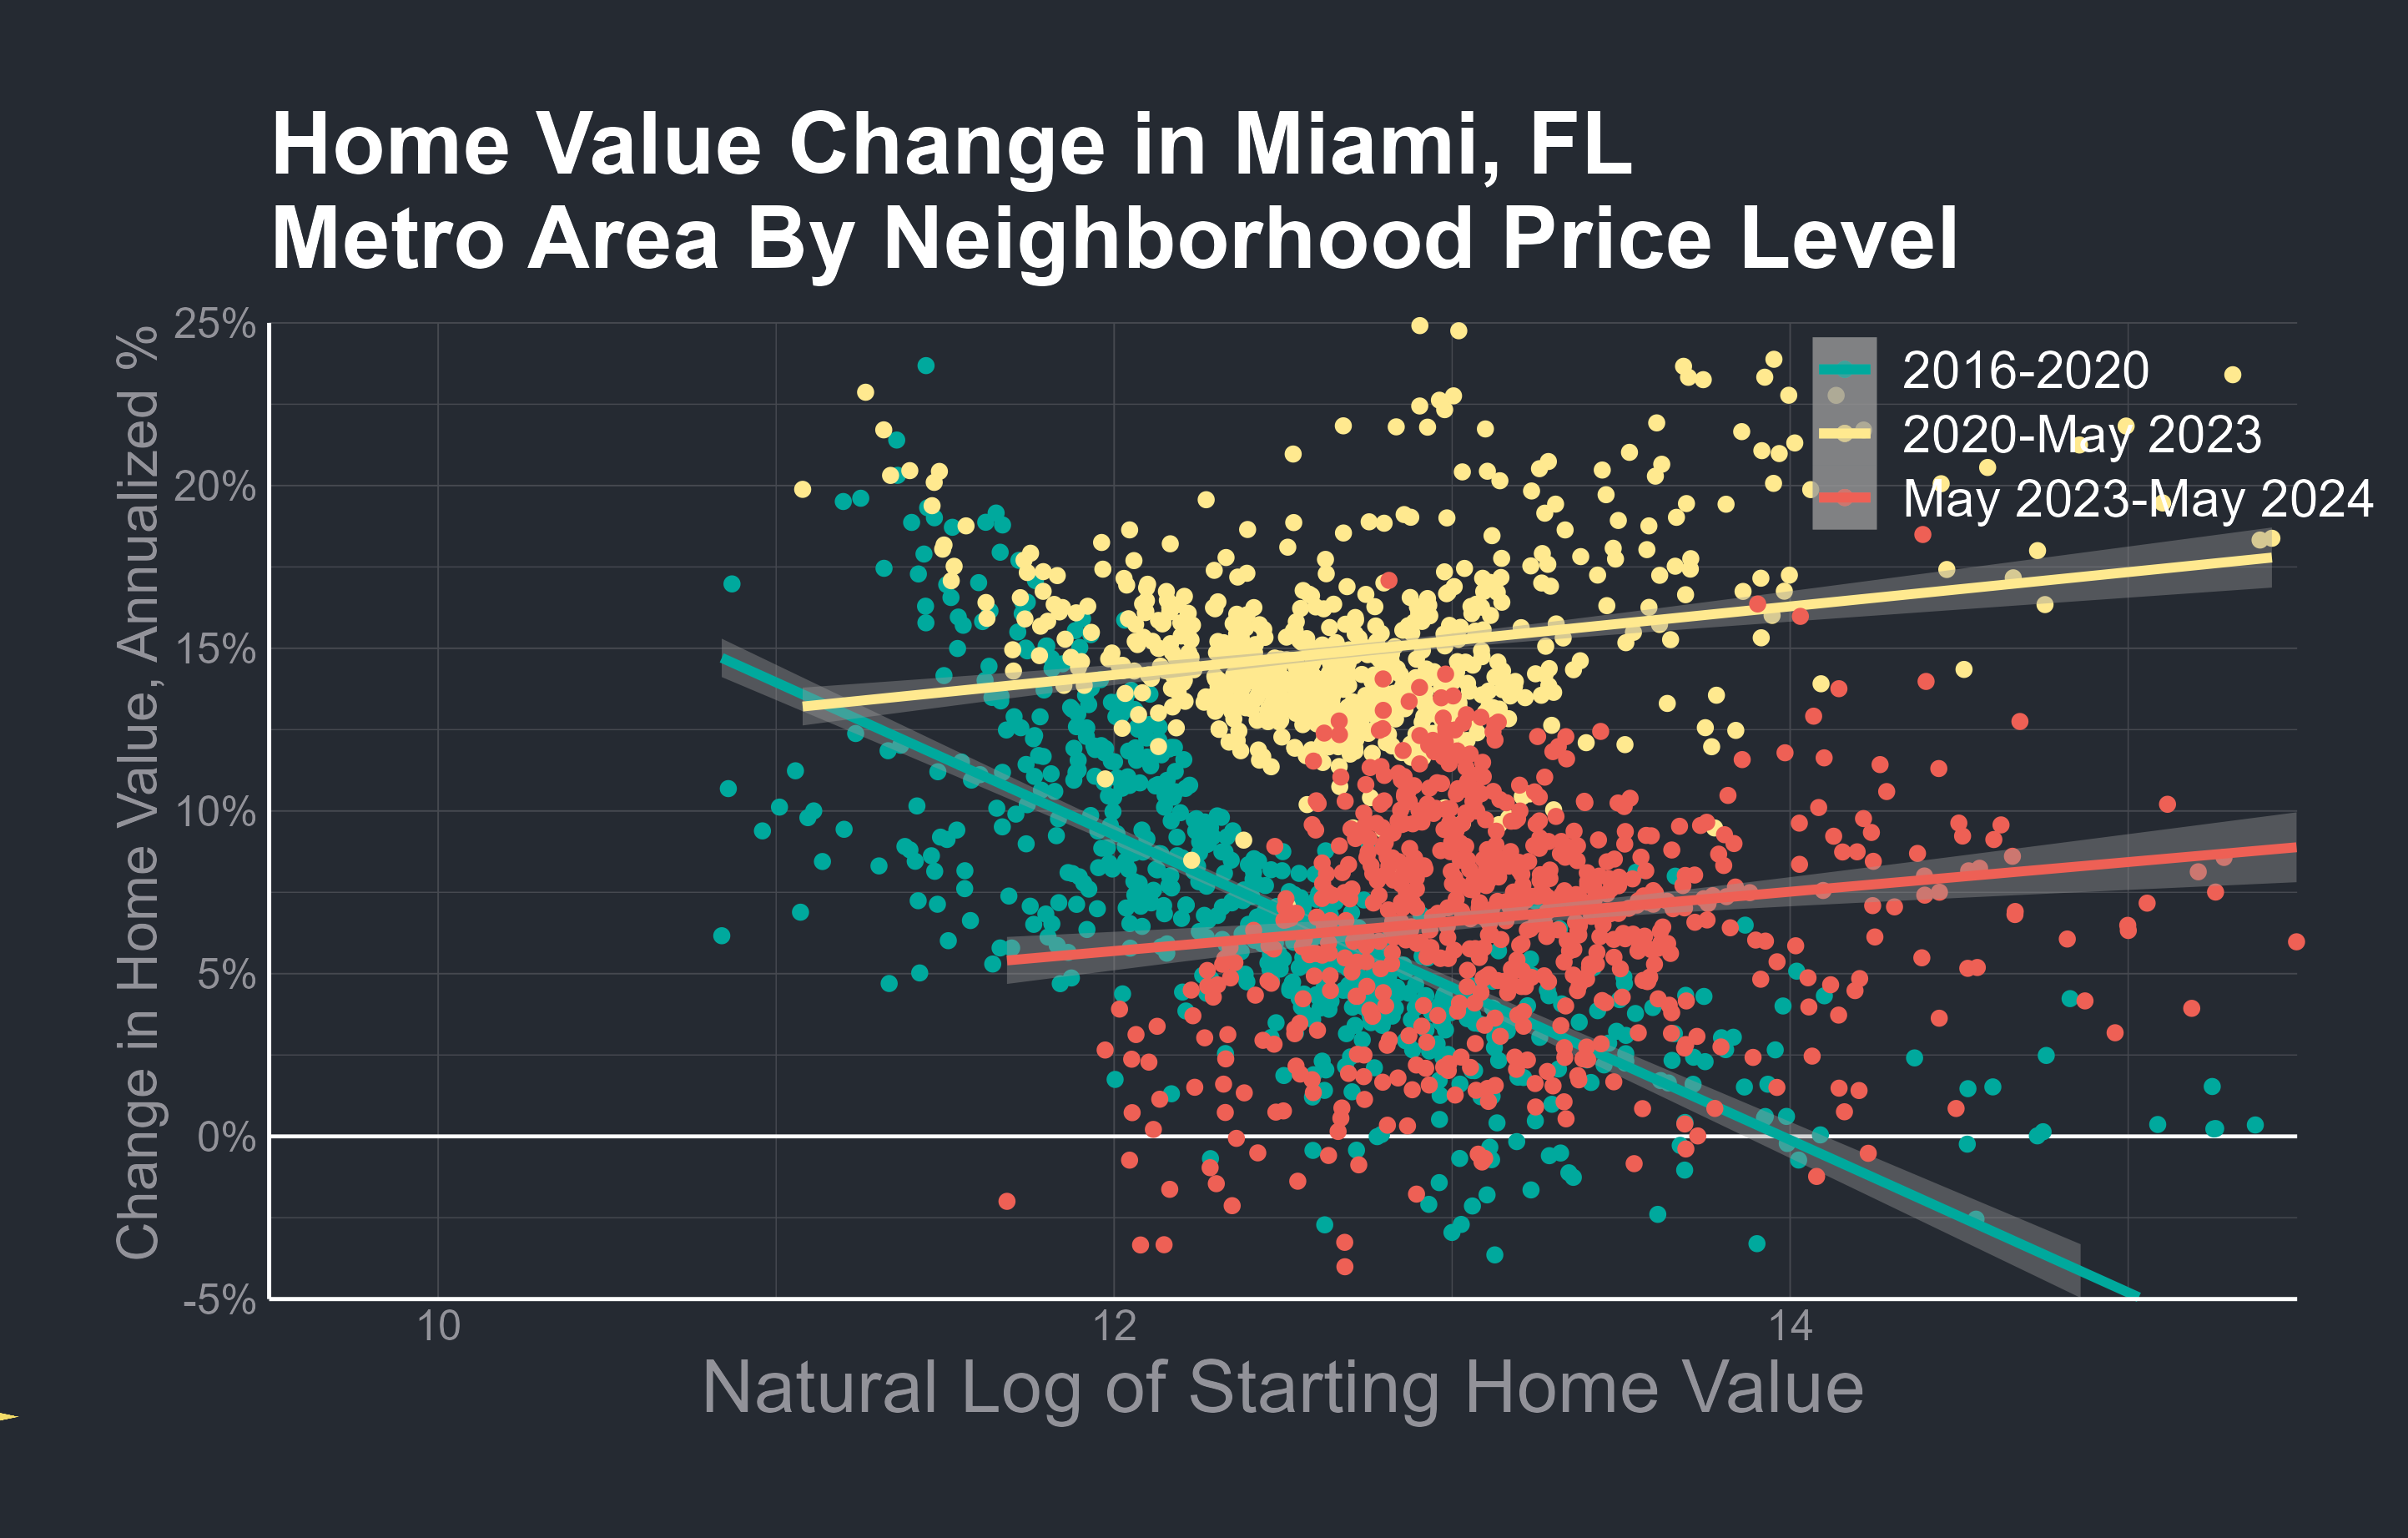 Home Value Change in Miami, FL
Metro Area By Neighborhood Price Level
Change in Home Value, Annualized %
25%
20%
15%
10%
5%
0%
-5%
2016-2020
2020-May 2023
May 2023-May 2024
10
12
14
Natural Log of Starting Home Value